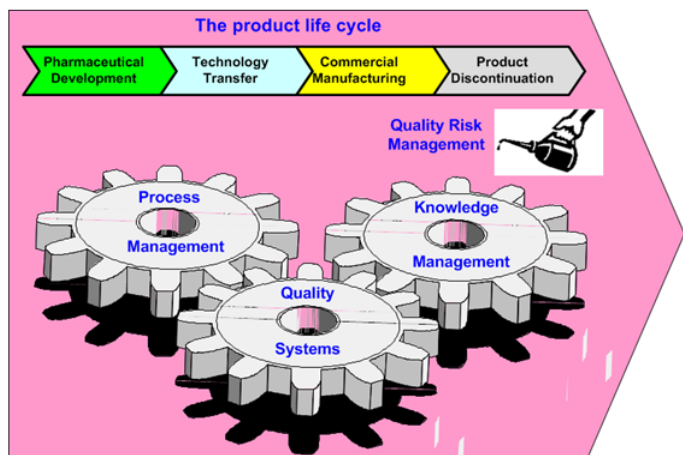 The product life cycle
Pharmaceutical
Development
Technology
Transfer
Commercial
Manufacturing
Product
Discontinuation
Quality Risk
Management
Process
Management
Knowledge
Management
Quality
Systems